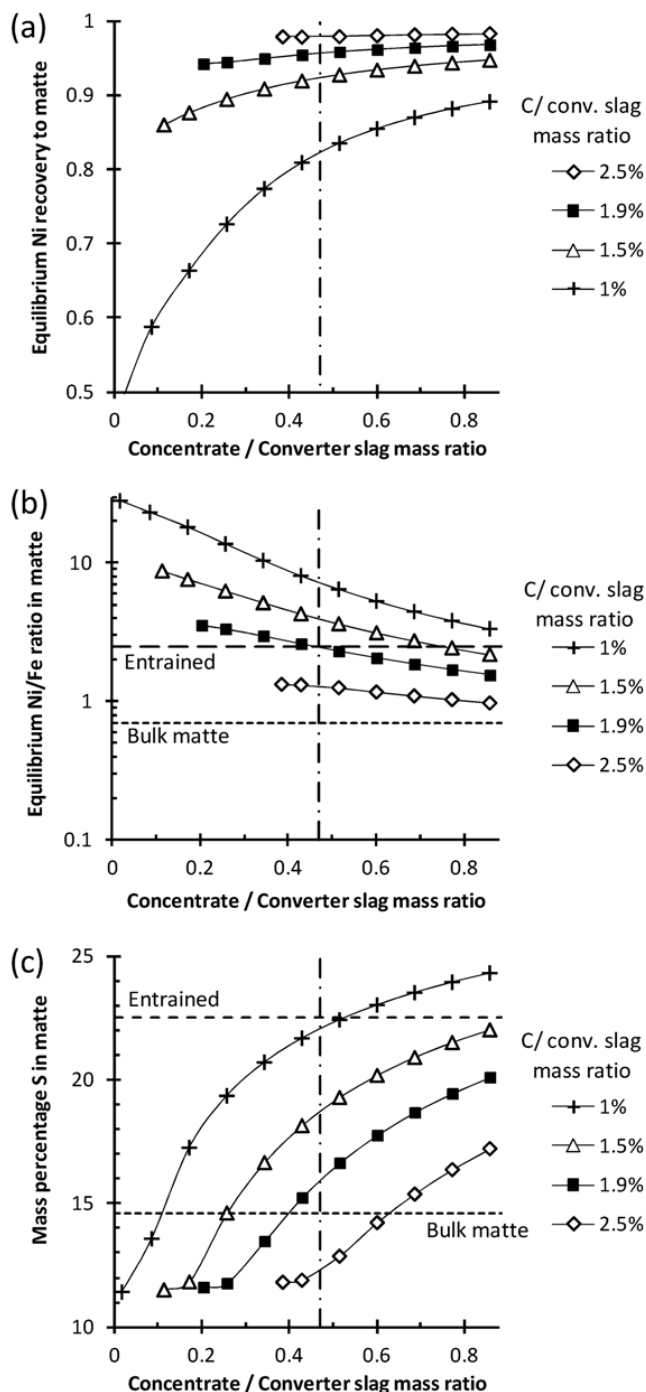 (a)
Equilibrium Ni recovery to matte
1
0.9
0.8
0.7
0.6
0.5
0 0.2 0.4 0.6 0.8
Concentrate / Converter slag mass ratio
C/ conv. slag
mass ratio
2.5%
1.9%
1.5%
1%
(b)
Equilibrium Ni/Fe ratio in matte
10
1
0.1
Entrained
Bulk matte
0 0.2 0.4 0.6 0.8
Concentrate / Converter slag mass ratio
C/ conv. slag
mass ratio
1%
1.5%
1.9%
2.5%
(c)
Mass percentage S in matte
25
20
15
10
Entrained
Bulk matte
0 0.2 0.4 0.6 0.8
Concentrate / Converter slag mass ratio
C/ conv. slag
mass ratio
1%
1.5%
1.9%
2.5%